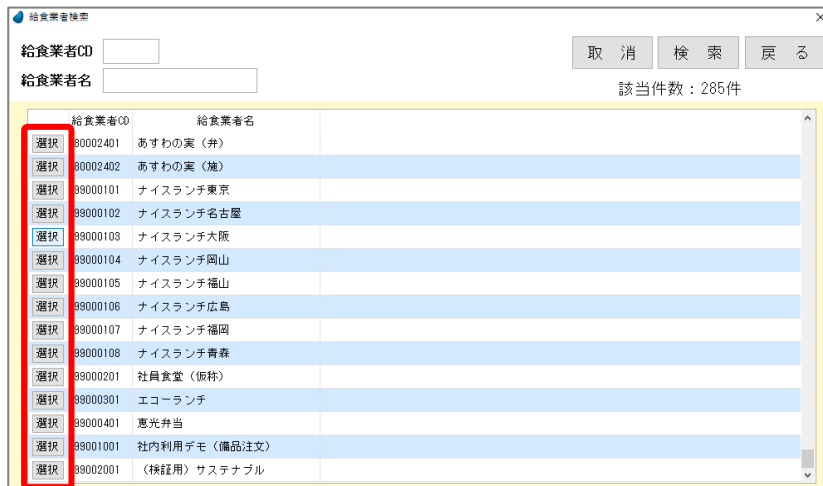 給食業者検索
給食業者CD
取 消 検 索 戻 る
給食業者名
該当件数：285件
給食業者CD 給食業者名
選択 80002401 あすわの実（弁）
選択 80002402 あすわの実（施）
選択 99000101 ナイスランチ東京
選択 99000102 ナイスランチ名古屋
選択 99000103 ナイスランチ大阪
選択 99000104 ナイスランチ岡山
選択 99000105 ナイスランチ福山
選択 99000106 ナイスランチ広島
選択 99000107 ナイスランチ福岡
選択 99000108 ナイスランチ青森
選択 99000201 社員食堂（仮称）
選択 99000301 エコーランチ
選択 99000401 恵光弁当
選択 99001001 社内利用デモ（備品注文）
選択 99002001 （検証用）サステナブル